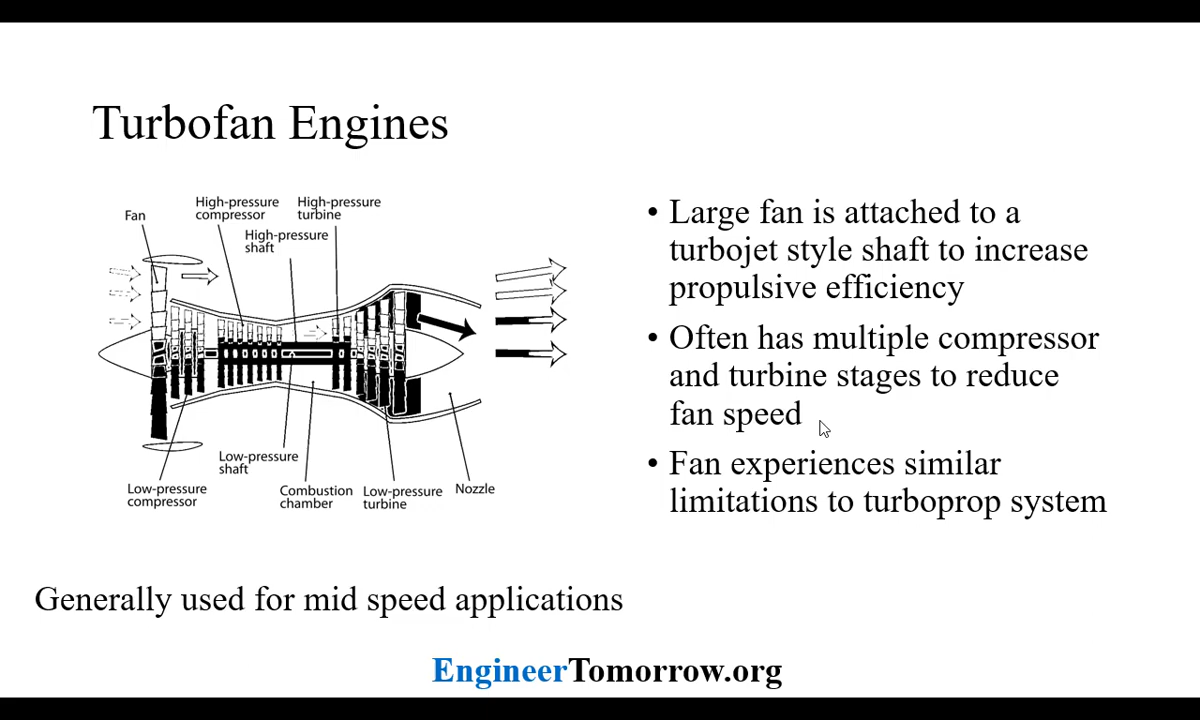 Turbofan Engines
Fan
High-pressure
compressor
High-pressure
turbine
High-pressure
shaft
Low-pressure
compressor
Low-pressure
shaft
Combustion
chamber
Low-pressure
turbine
Nozzle
• Large fan is attached to a
turbojet style shaft to increase
propulsive efficiency
• Often has multiple compressor
and turbine stages to reduce
fan speed
• Fan experiences similar
limitations to turboprop system
Generally used for mid speed applications
EngineerTomorrow.org